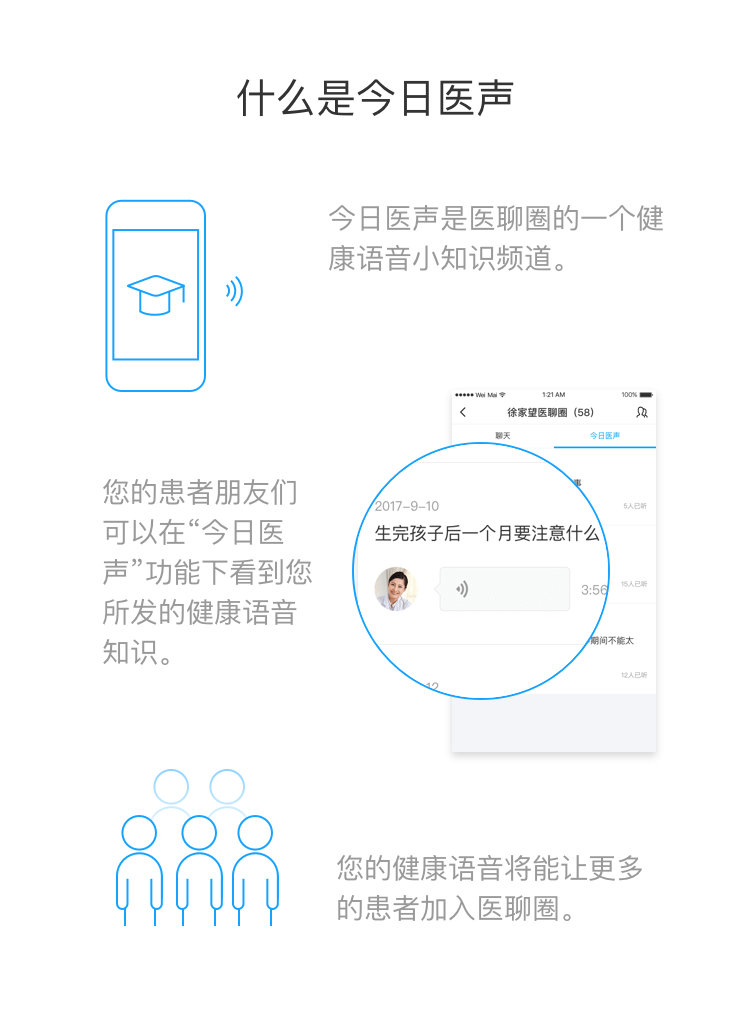 什么是今日医声
今日医声是医聊圈的一个健
康语音小知识频道。
Wei Mai
1:21 AM
100%
徐家望医聊圈（58）
聊天
今日医声
您的患者朋友们
可以在“今日医
声”功能下看到您
所发的健康语音
知识。
事
2017-9-10
5人已听
生完孩子后一个月要注意什么
3:56
15人已听
期间不能太
12人已听
12
您的健康语音将能让更多
的患者加入医聊圈。